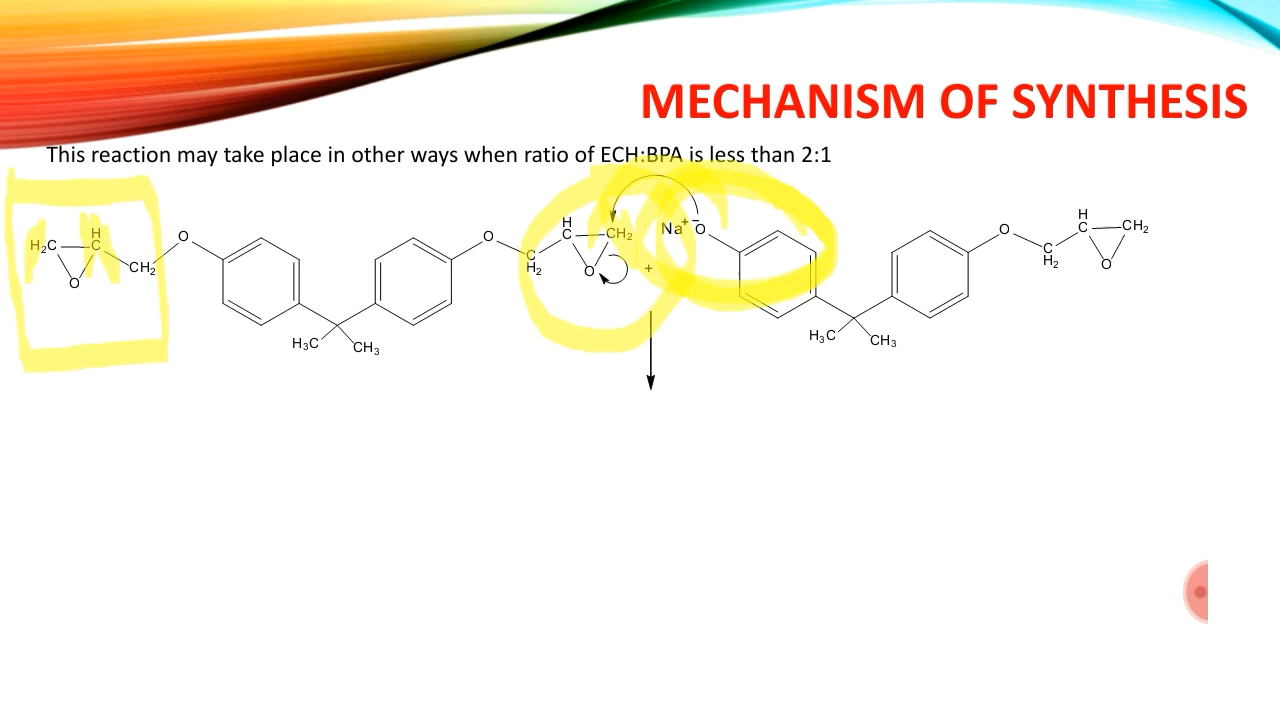 MECHANISM OF SYNTHESIS
This reaction may take place in other ways when ratio of ECH:BPA is less than 2:1
H₂C H C O CH₂ O H₃C CH₃ O C H₂ H C CH₂ O
+
Na⁺ ⁻O H₃C CH₃ O C H₂ H C CH₂ O